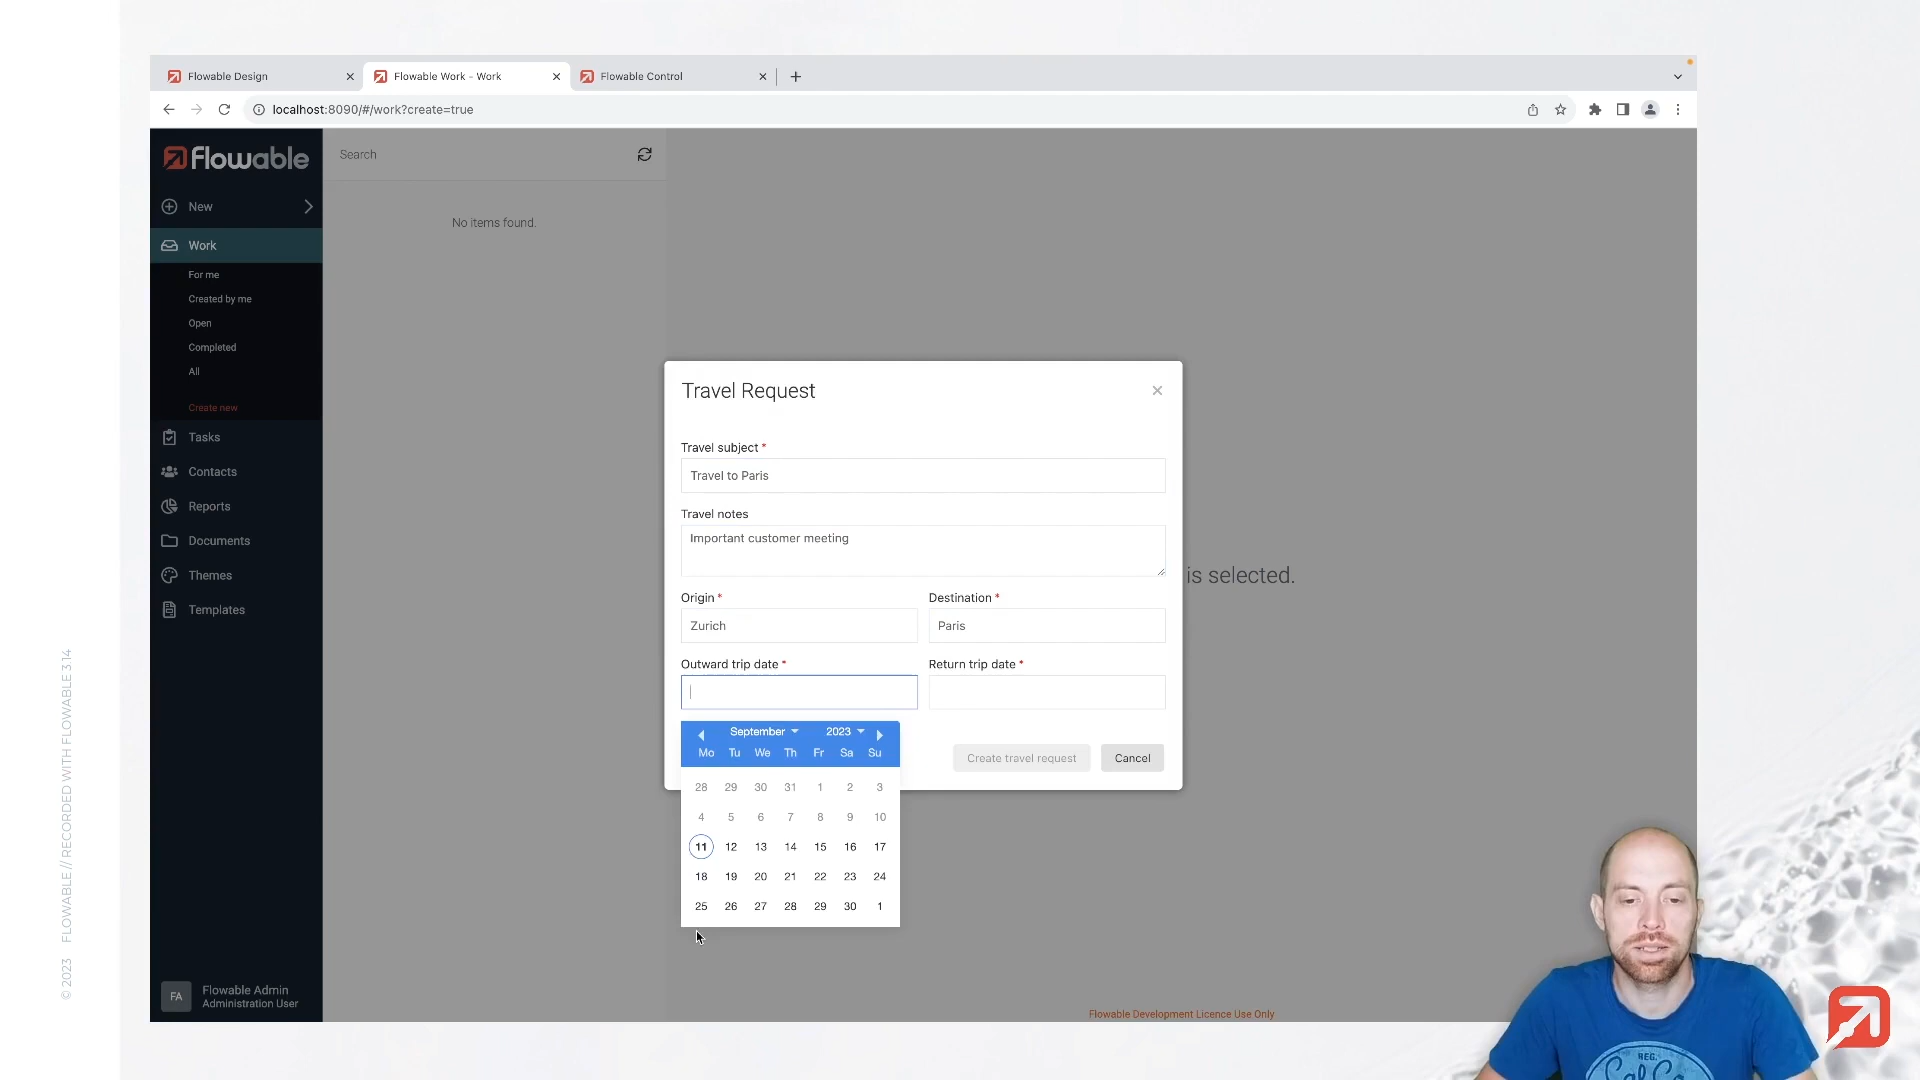 Flowable Design
Flowable Work - Work
Flowable Control
localhost:8090/#/work?create=true
Flowable
New
Work
For me
Created by me
Open
Completed
All
Create new
Tasks
Contacts
Reports
Documents
Themes
Templates
FA
Flowable Admin
Administration User
Search
No items found.
is selected.
Travel Request
Travel subject *
Travel to Paris
Travel notes
Important customer meeting
Origin *
Destination *
Zurich
Paris
Outward trip date *
Return trip date *
September
2023
Mo Tu We Th Fr Sa Su
28 29 30 31 1 2 3
4 5 6 7 8 9 10
11 12 13 14 15 16 17
18 19 20 21 22 23 24
25 26 27 28 29 30 1
Create travel request
Cancel
Flowable Development Licence Use Only
© 2023 FLOWABLE // RECORDED WITH FLOWABLE 3.14
REG.